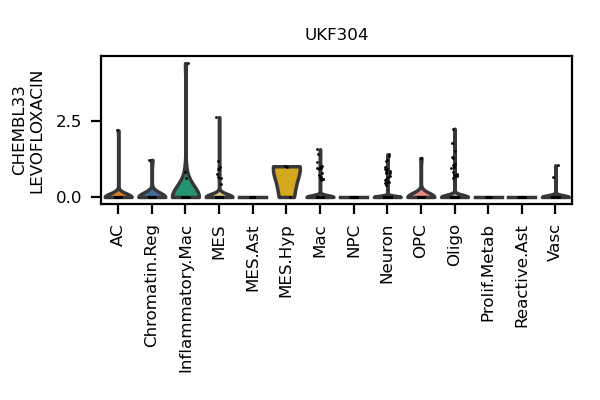 UKF304
CHEMBL33
LEVOFLOXACIN
2.5
0.0
AC
Chromatin.Reg
Inflammatory.Mac
MES
MES.Ast
MES.Hyp
Mac
NPC
Neuron
OPC
Oligo
Prolif.Metab
Reactive.Ast
Vasc